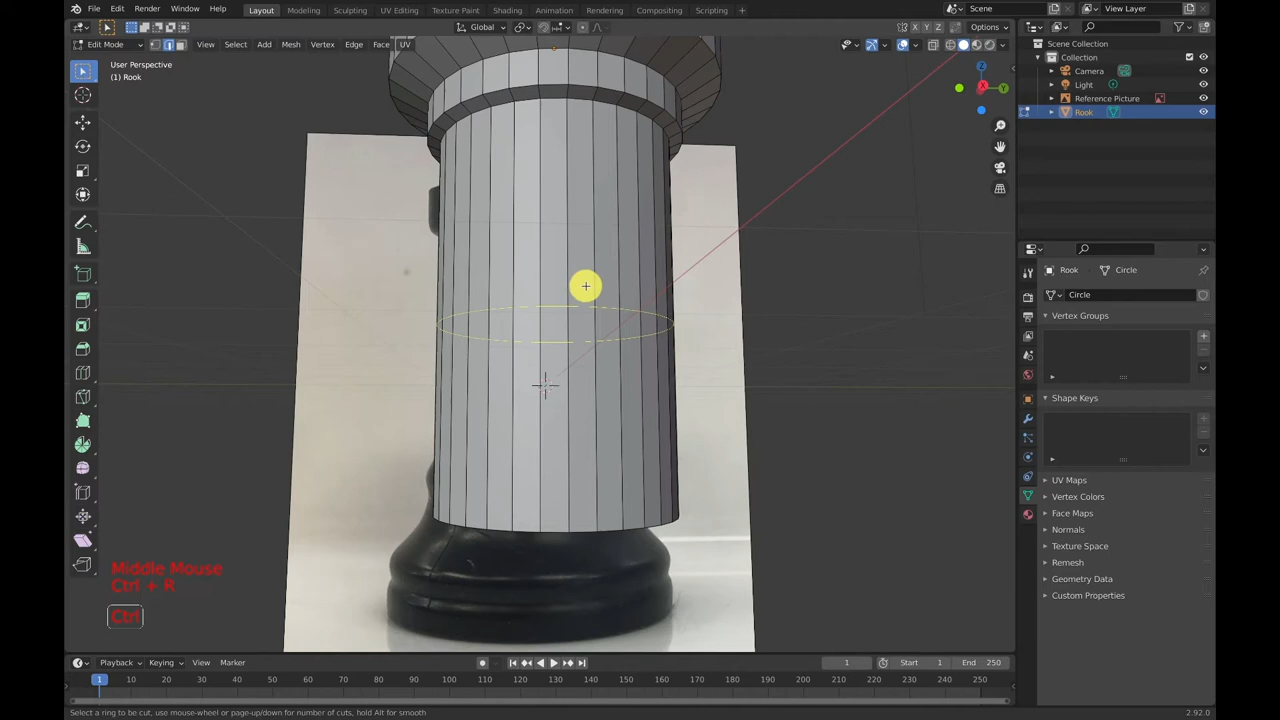 File Edit Render Window Help
Layout Modeling Sculpting UV Editing Texture Paint Shading Animation Rendering Compositing Scripting +
Scene
View Layer
Global
X Y Z
Options
Edit Mode
View Select Add Mesh Vertex Edge Face UV
User Perspective
(1) Rook
Z
X
Y
Scene Collection
Collection
Camera
Light
Reference Picture
Rook
Rook
Circle
Circle
Vertex Groups
Shape Keys
UV Maps
Vertex Colors
Face Maps
Normals
Texture Space
Remesh
Geometry Data
Custom Properties
Middle Mouse
Ctrl + R
Ctrl
Playback Keying View Marker
1
Start 1
End 250
1 10 20 30 40 50 60 70 80 90 100 110 120 130 140 150 160 170 180 190 200 210 220 230 240 250
Select a ring to be cut, use mouse-wheel or page-up/down for number of cuts, hold Alt for smooth
2.92.0